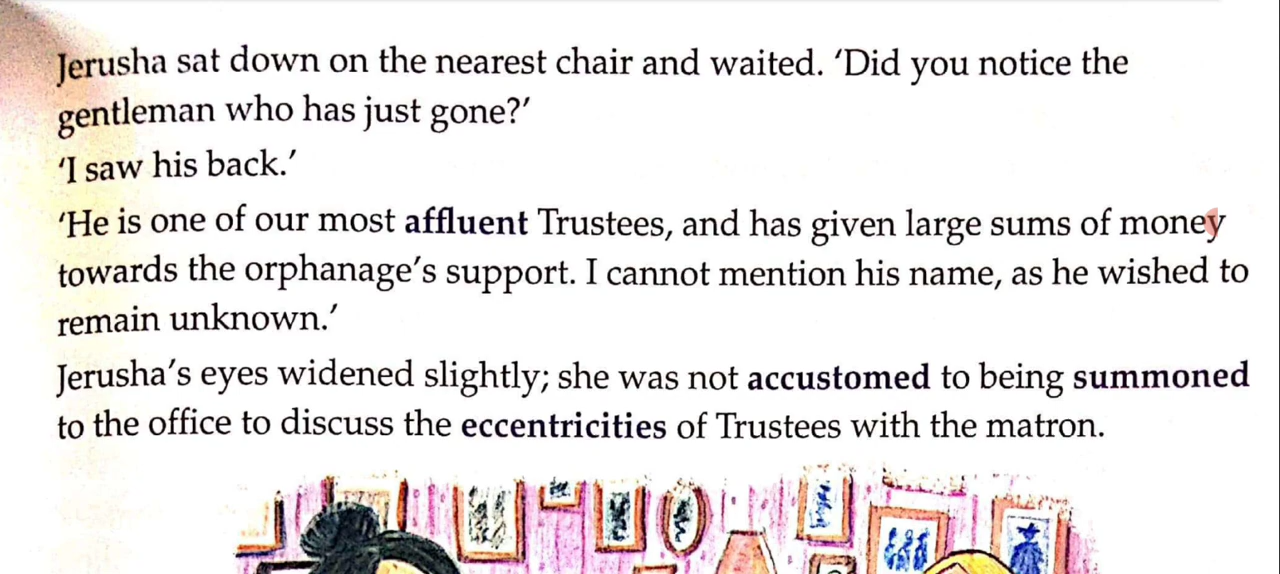 Jerusha sat down on the nearest chair and waited. ‘Did you notice the
gentleman who has just gone?’
‘I saw his back.’
‘He is one of our most affluent Trustees, and has given large sums of money
towards the orphanage’s support. I cannot mention his name, as he wished to
remain unknown.’
Jerusha’s eyes widened slightly; she was not accustomed to being summoned
to the office to discuss the eccentricities of Trustees with the matron.